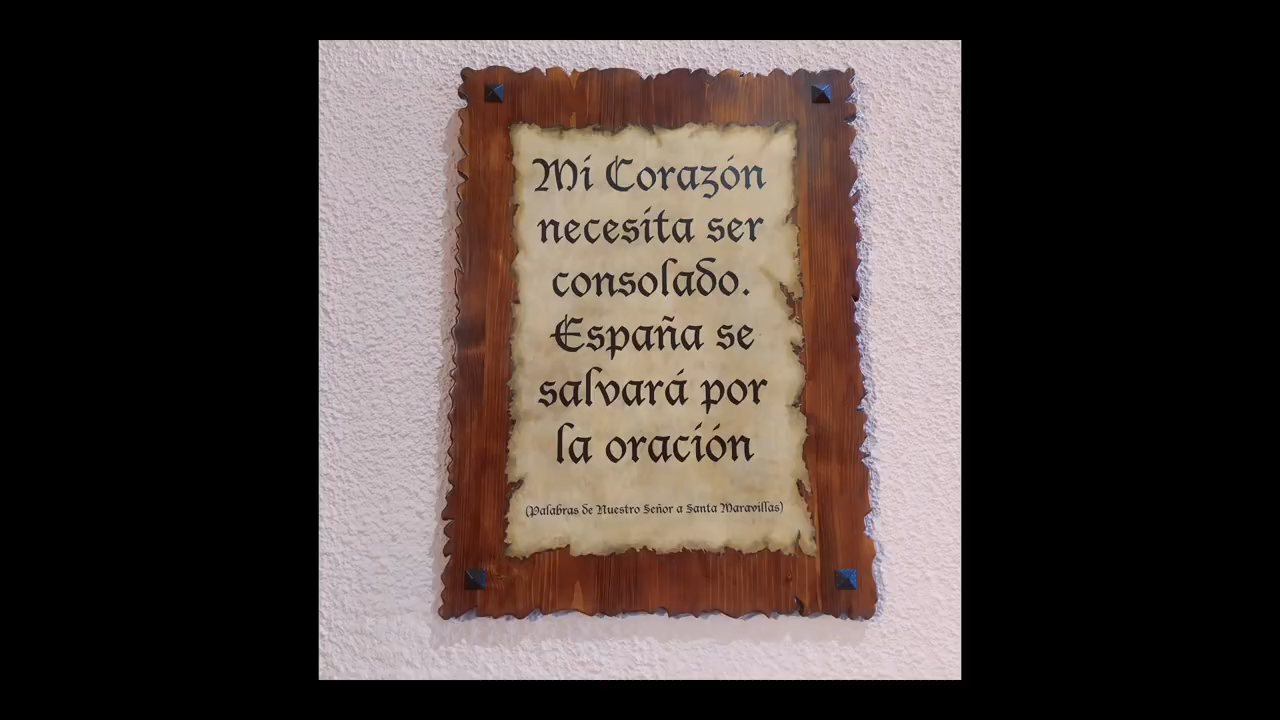 Mi Corazón
necesita ser
consolado.
España se
salvará por
la oración
(Palabras de Nuestro Señor a Santa Maravillas)